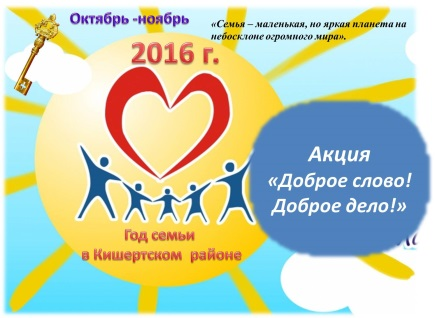 Октябрь -ноябрь
«Семья – маленькая, но яркая планета на
небосклоне огромного мира».
2016 г.
Акция
«Доброе слово!
Доброе дело!»
Год семьи
в Кишертском районе